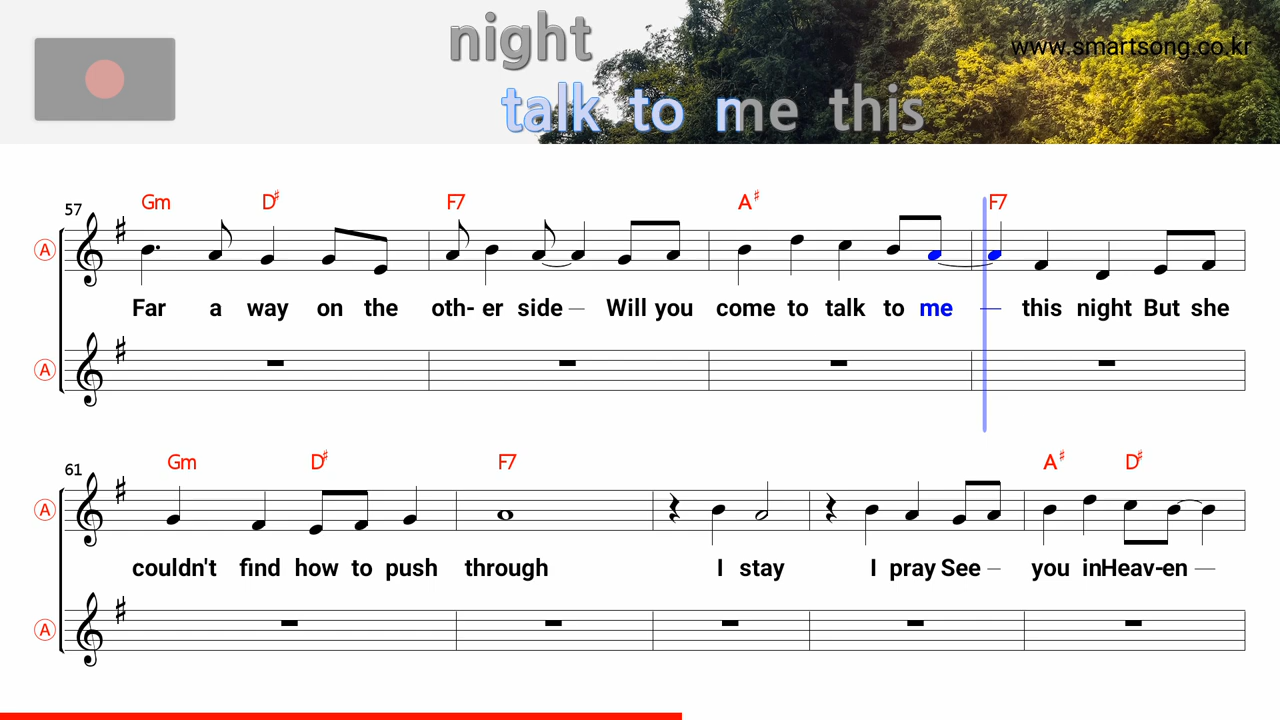 night
www.smartsong.co.kr
talk to me this
57 Gm D♯ F7 A♯ F7
A
Far a way on the oth- er side — Will you come to talk to me — this night But she
A
61 Gm D♯ F7 A♯ D♯
A
couldn't find how to push through I stay I pray See — you inHeav-en —
A